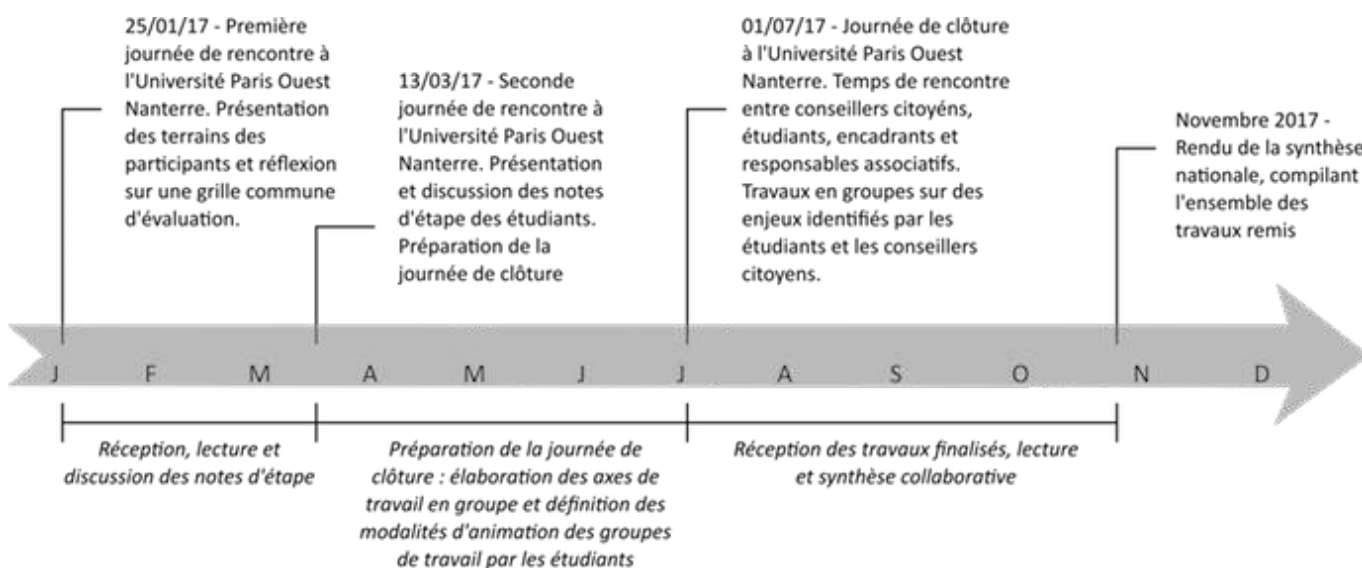 25/01/17 - Première
journée de rencontre à
l'Université Paris Ouest
Nanterre. Présentation
des terrains des
participants et réflexion
sur une grille commune
d'évaluation.
13/03/17 - Seconde
journée de rencontre à
l'Université Paris Ouest
Nanterre. Présentation
et discussion des notes
d'étape des étudiants.
Préparation de la
journée de clôture
01/07/17 - Journée de clôture
à l'Université Paris Ouest
Nanterre. Temps de rencontre
entre conseillers citoyéns,
étudiants, encadrants et
responsables associatifs.
Travaux en groupes sur des
enjeux identifiés par les
étudiants et les conseillers
citoyens.
Novembre 2017 -
Rendu de la synthèse
nationale, compilant
l'ensemble des
travaux remis
J F M A M J J A S O N D
Réception, lecture et
discussion des notes d'étape
Préparation de la journée de
clôture : élaboration des axes de
travail en groupe et définition des
modalités d'animation des groupes
de travail par les étudiants
Réception des travaux finalisés, lecture
et synthèse collaborative